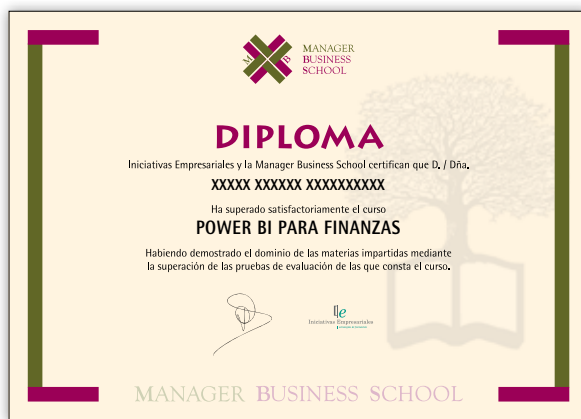 M B
MANAGER
BUSINESS
SCHOOL
DIPLOMA
Iniciativas Empresariales y la Manager Business School certifican que D. / Dña.
XXXXX XXXXXX XXXXXXXXXX
Ha superado satisfactoriamente el curso
POWER BI PARA FINANZAS
Habiendo demostrado el dominio de las materias impartidas mediante
la superación de las pruebas de evaluación de las que consta el curso.
Ie
Iniciativas Empresariales
MANAGER BUSINESS SCHOOL